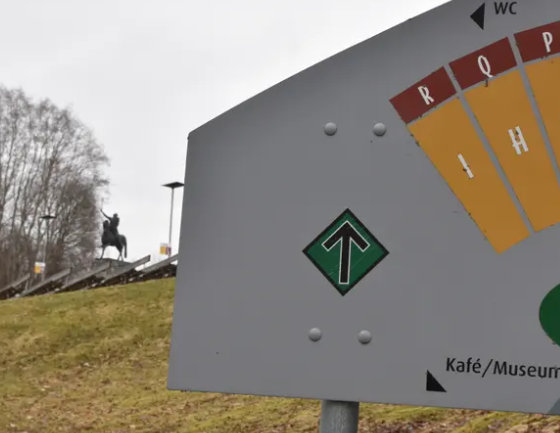 WC
R Q P
I H
Kafé/Museum